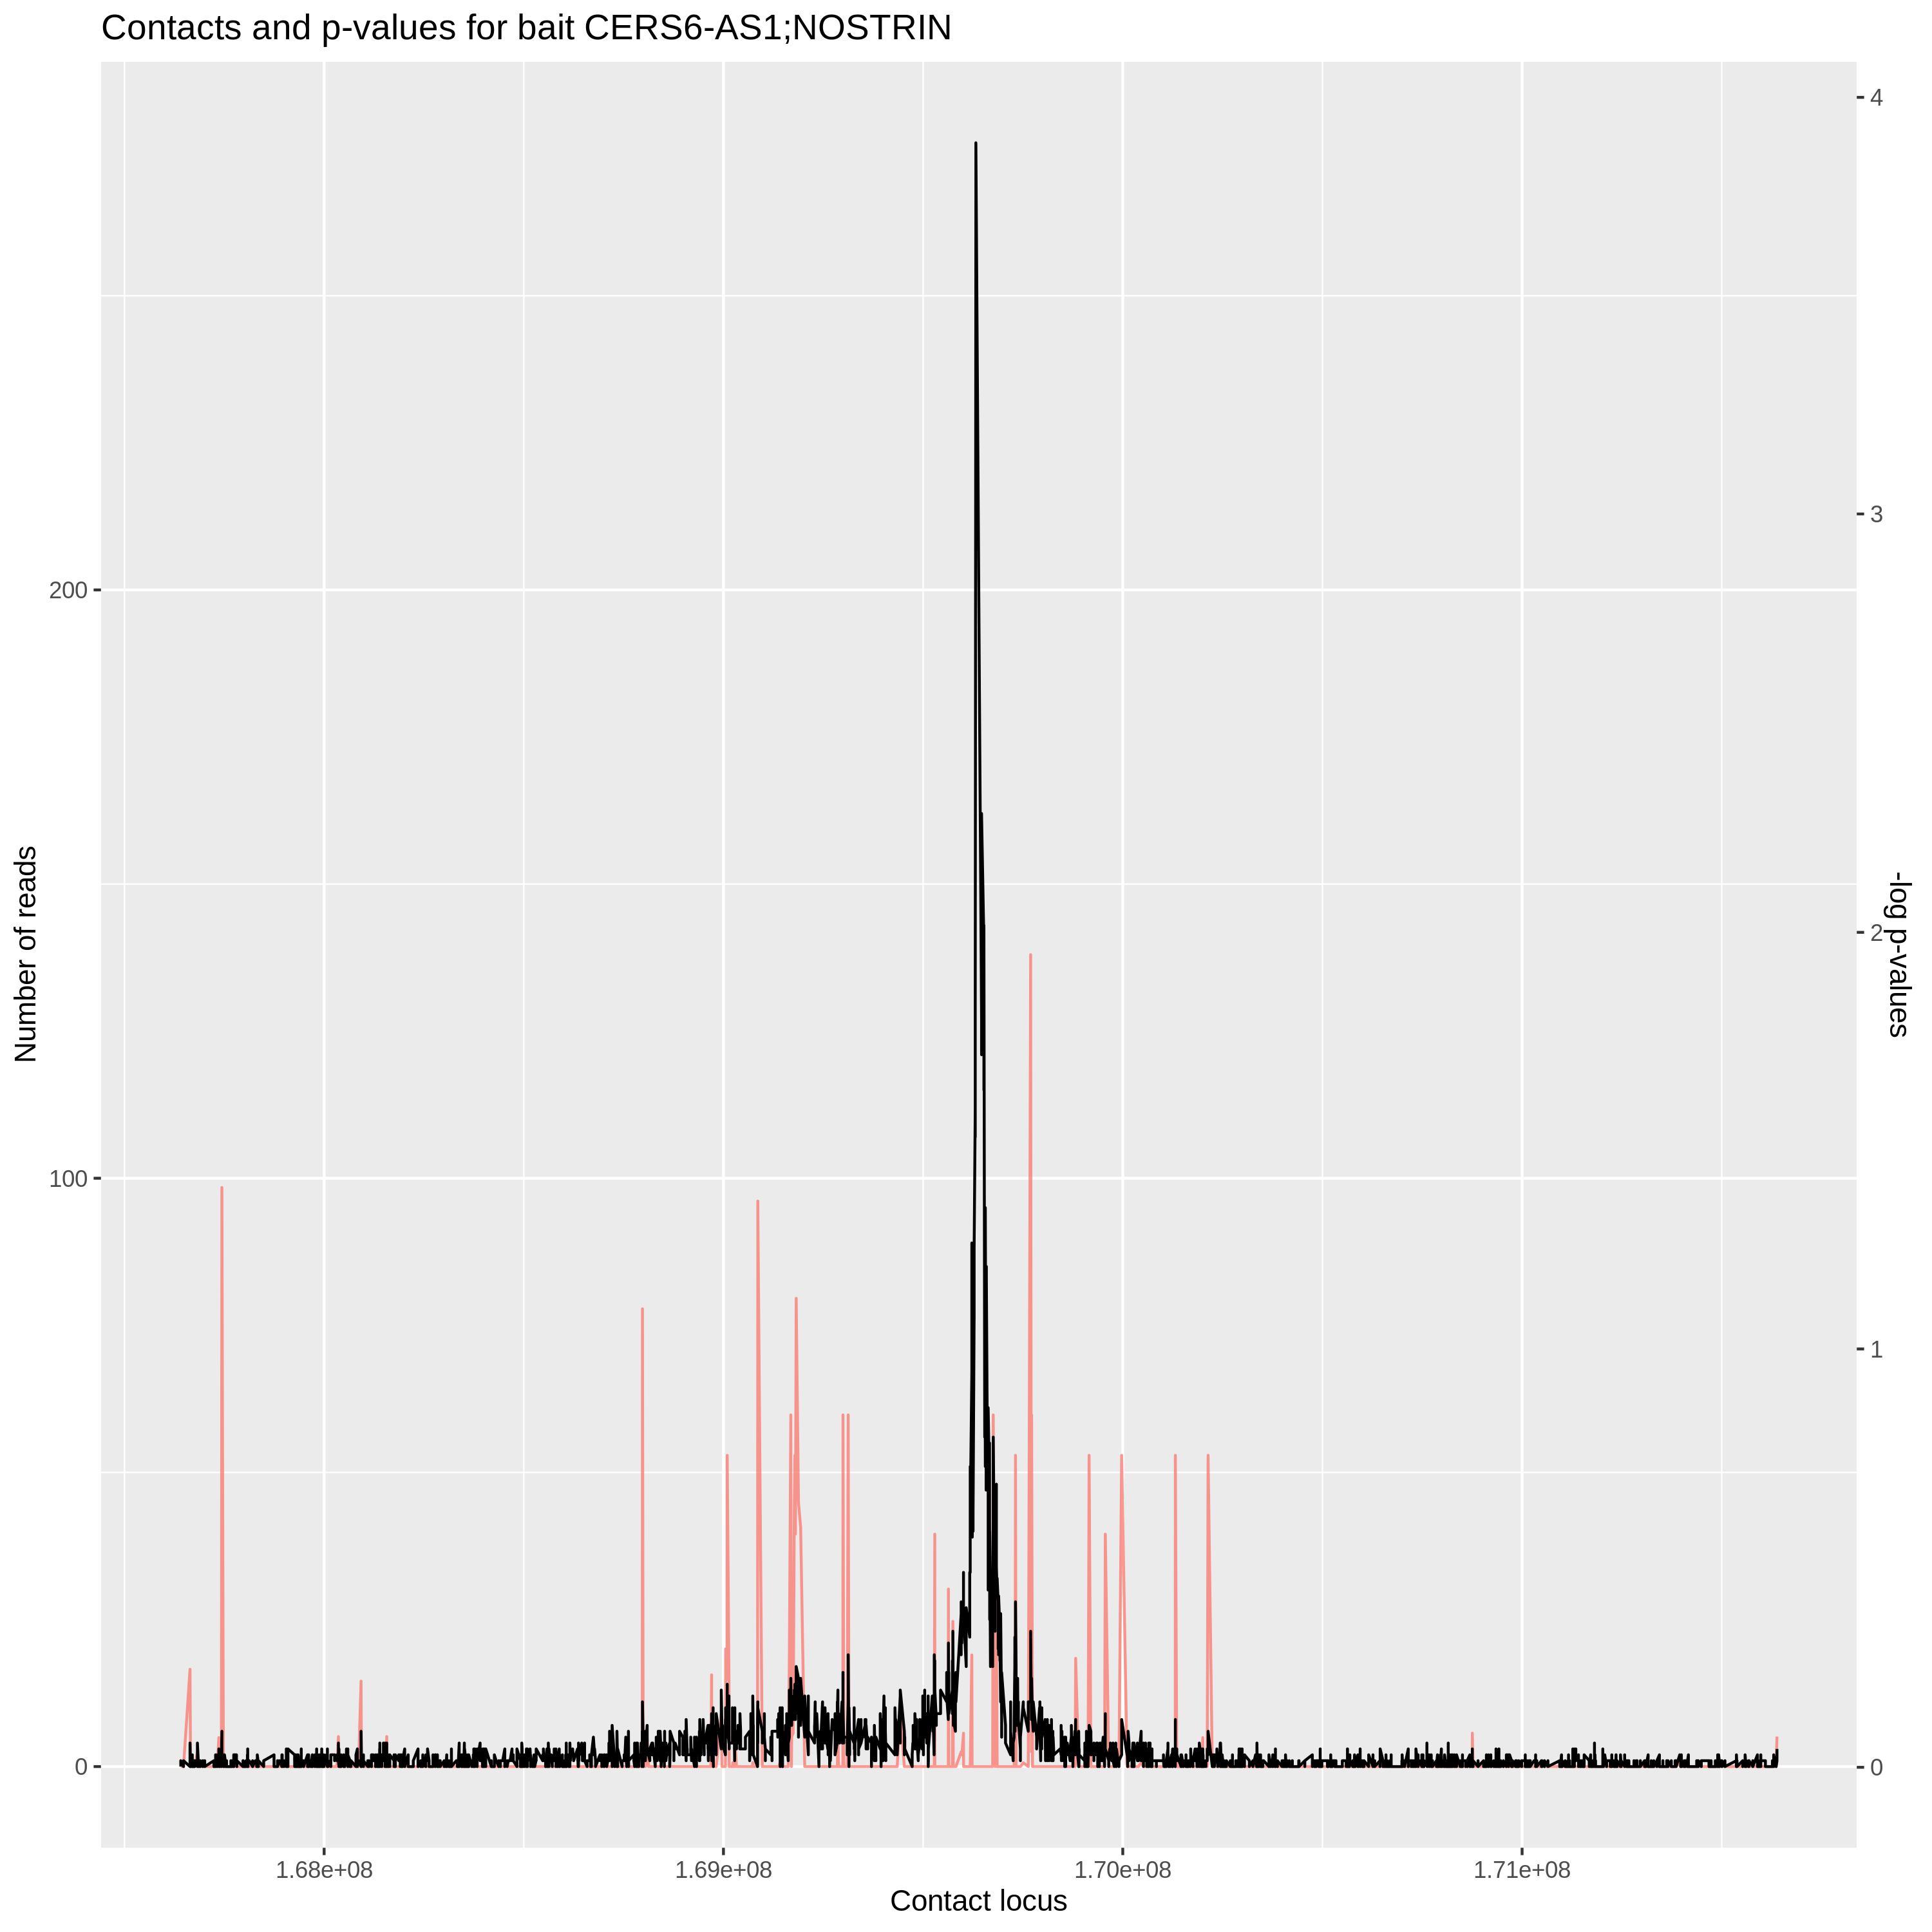 Contacts and p-values for bait CERS6-AS1;NOSTRIN
4
3
200
2
100
1
0
0
Number of reads
-log p-values
1.68e+08
1.69e+08
1.70e+08
1.71e+08
Contact locus